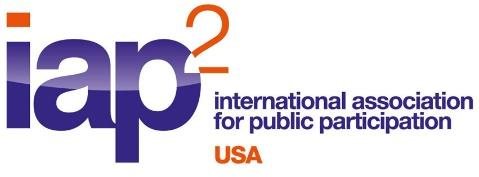 iap2
international association
for public participation
USA